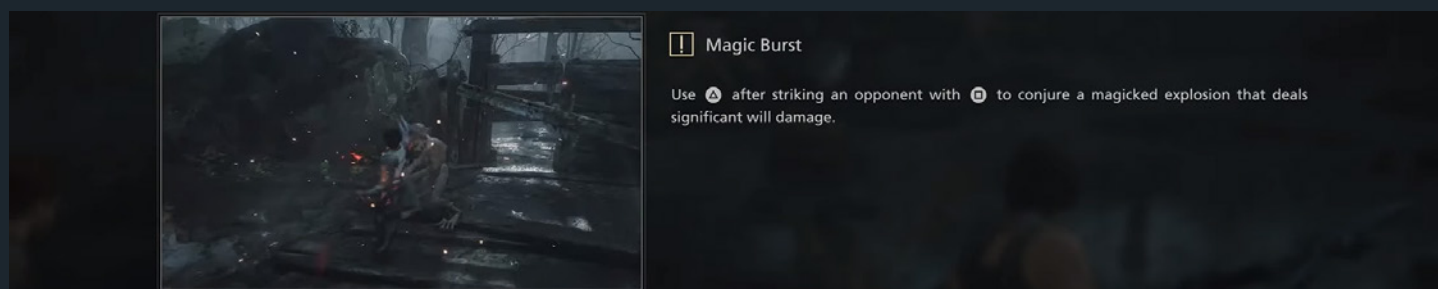 Magic Burst
Use △ after striking an opponent with □ to conjure a magicked explosion that deals
significant will damage.